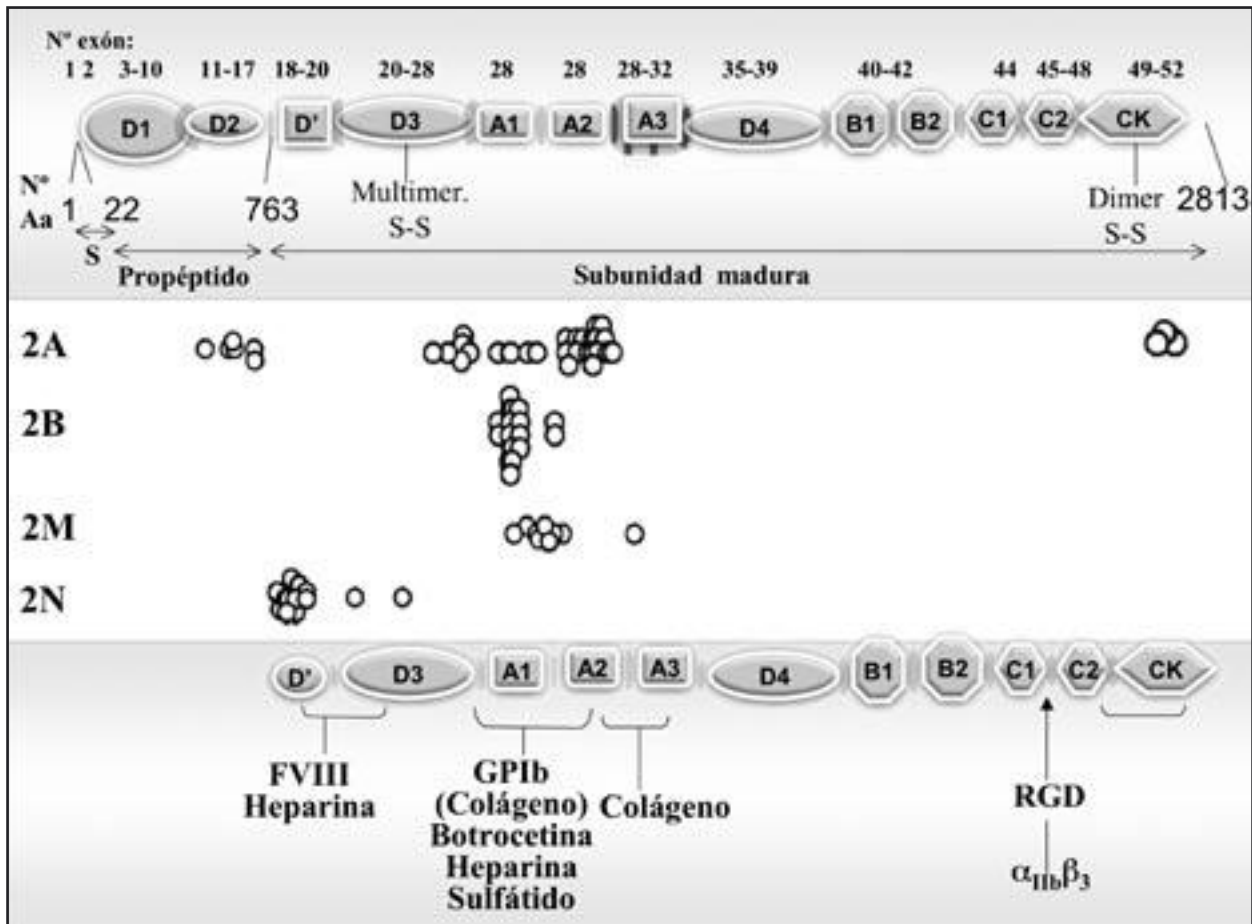 Nº exón:
1 2 3-10 11-17 18-20 20-28 28 28 28-32 35-39 40-42 44 45-48 49-52
D1 D2 D' D3 A1 A2 A3 D4 B1 B2 C1 C2 CK
Nº
Aa 1 22 763 Multimer. Dimer 2813
S-S S-S
S
Propéptido Subunidad madura
2A
2B
2M
2N
D' D3 A1 A2 A3 D4 B1 B2 C1 C2 CK
FVIII
Heparina
GPIb
(Colágeno)
Botrocetina
Heparina
Sulfátido
Colágeno
RGD
αIIbβ3